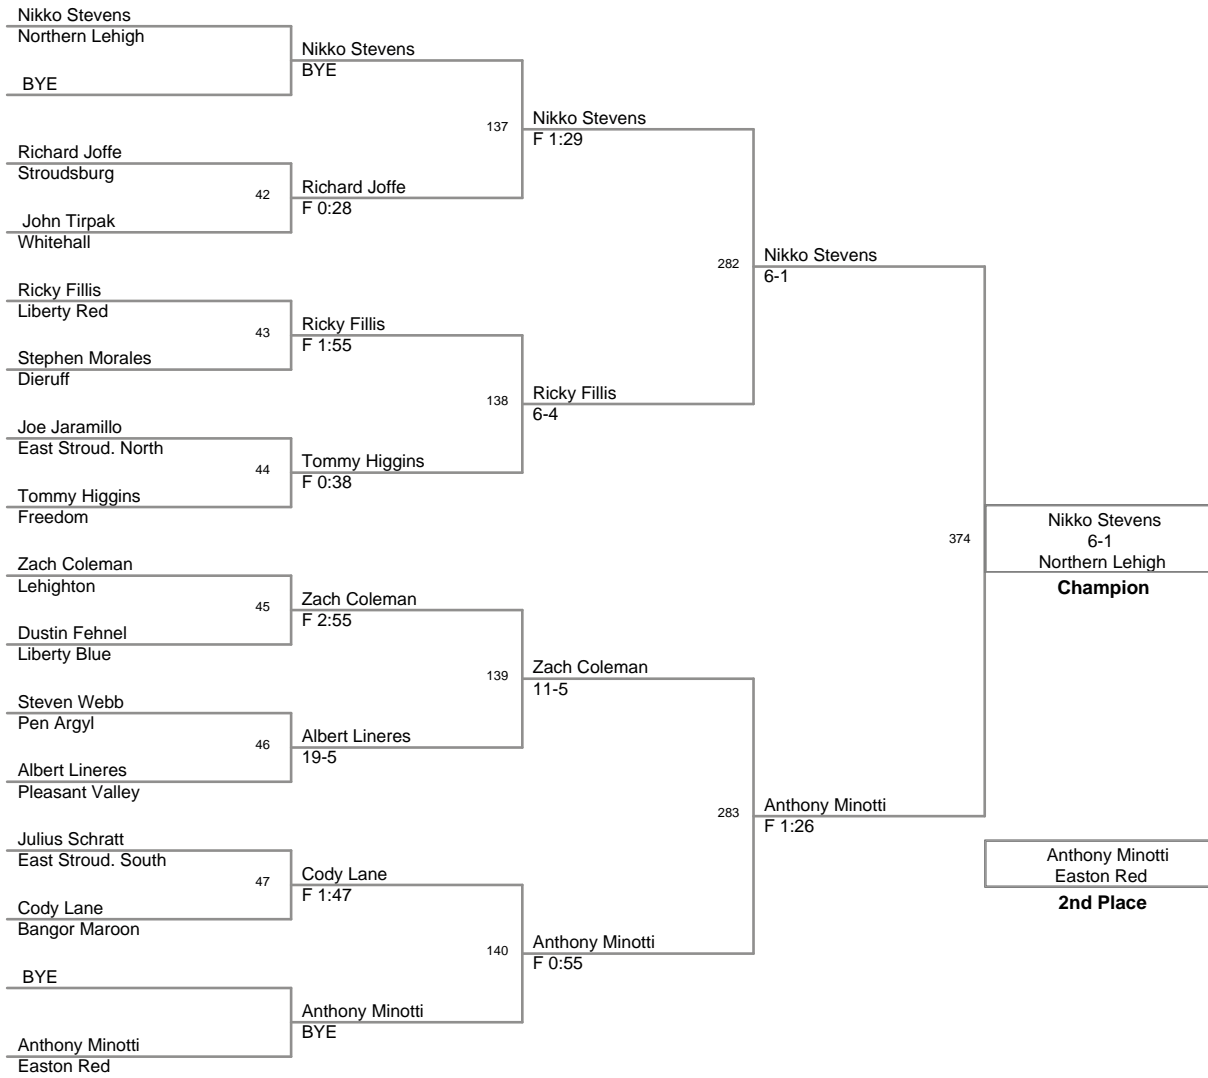 Nikko Stevens
Northern Lehigh
BYE
Richard Joffe
Stroudsburg
42
John Tirpak
Whitehall
Ricky Fillis
Liberty Red
43
Stephen Morales
Dieruff
Joe Jaramillo
East Stroud. North
44
Tommy Higgins
Freedom
Zach Coleman
Lehighton
45
Dustin Fehnel
Liberty Blue
Steven Webb
Pen Argyl
46
Albert Lineres
Pleasant Valley
Julius Schratt
East Stroud. South
47
Cody Lane
Bangor Maroon
BYE
Anthony Minotti
Easton Red
Nikko Stevens
BYE
137
Richard Joffe
F 0:28
Ricky Fillis
F 1:55
138
Tommy Higgins
F 0:38
Zach Coleman
F 2:55
139
Albert Lineres
19-5
Cody Lane
F 1:47
140
Anthony Minotti
BYE
Nikko Stevens
F 1:29
282
Ricky Fillis
6-4
Zach Coleman
11-5
283
Anthony Minotti
F 0:55
Nikko Stevens
6-1
374
Anthony Minotti
F 1:26
Nikko Stevens
6-1
Northern Lehigh
Champion
Anthony Minotti
Easton Red
2nd Place